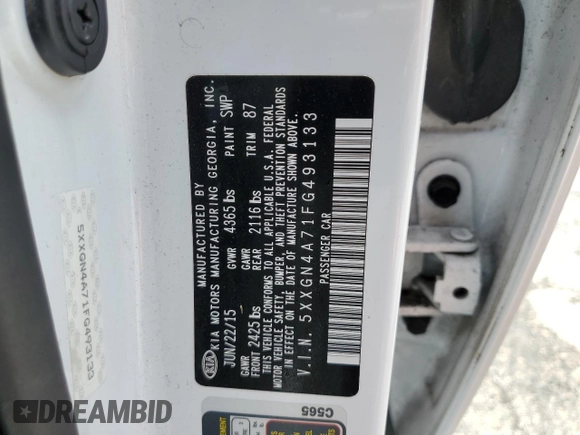 MANUFACTURED BY
KIA MOTORS MANUFACTURING GEORGIA, INC.
KIA
JUN/22/15 GVWR 4365 lbs PAINT SWP
GAWR FRONT 2425 lbs GAWR REAR 2116 lbs TRIM 87
THIS VEHICLE CONFORMS TO ALL APPLICABLE U.S.A. FEDERAL
MOTOR VEHICLE SAFETY, BUMPER, AND THEFT PREVENTION STANDARDS
IN EFFECT ON THE DATE OF MANUFACTURE SHOWN ABOVE.
V.I.N. 5XXGN4A71FG493133
PASSENGER CAR
5XXGN4A71FG493133
C565
DREAMBID